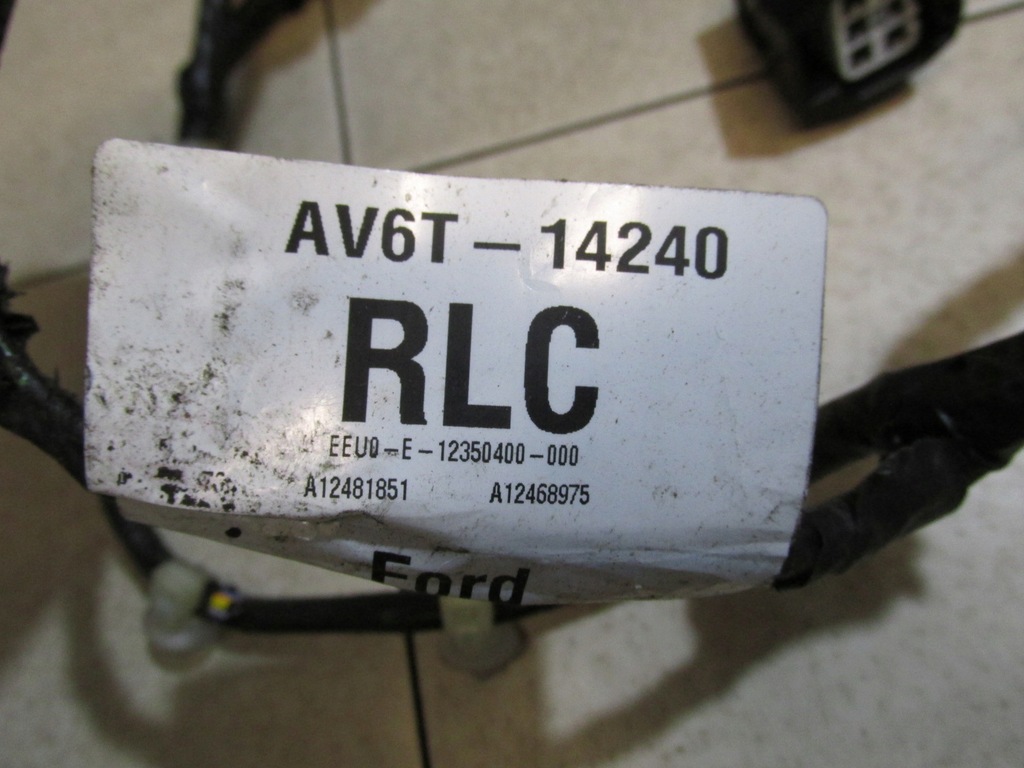 AV6T – 14240
RLC
EEU0-E-12350400-000
A12481851 A12468975
Ford